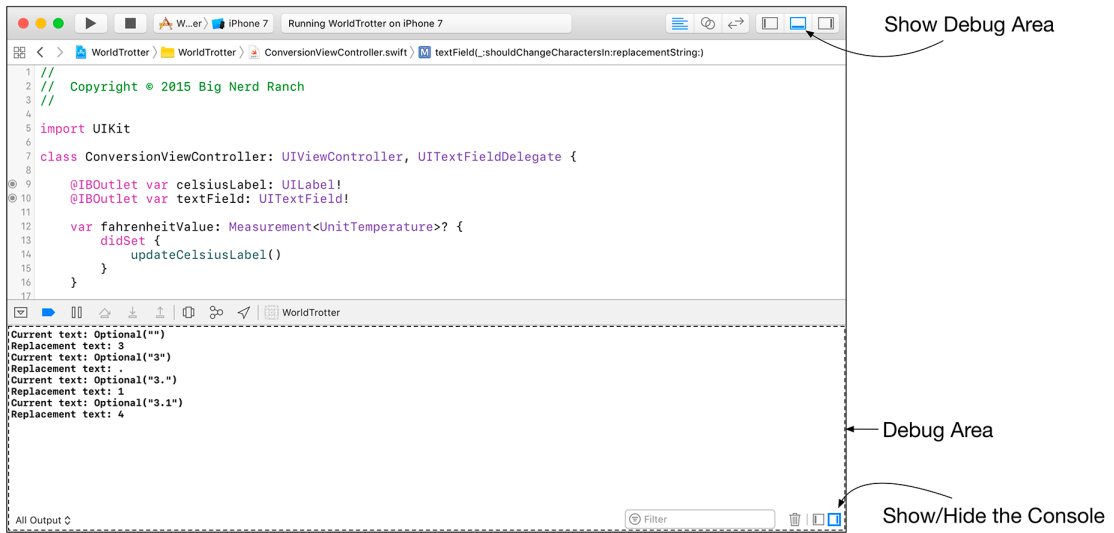 W...er iPhone 7 Running WorldTrotter on iPhone 7
Show Debug Area
WorldTrotter WorldTrotter ConversionViewController.swift M textField(_:shouldChangeCharactersIn:replacementString:)
1 //
2 //  Copyright © 2015 Big Nerd Ranch
3 //
4
5 import UIKit
6
7 class ConversionViewController: UIViewController, UITextFieldDelegate {
8
9     @IBOutlet var celsiusLabel: UILabel!
10     @IBOutlet var textField: UITextField!
11
12     var fahrenheitValue: Measurement<UnitTemperature>? {
13         didSet {
14             updateCelsiusLabel()
15         }
16     }
17
WorldTrotter
Current text: Optional("")
Replacement text: 3
Current text: Optional("3")
Replacement text: .
Current text: Optional("3.")
Replacement text: 1
Current text: Optional("3.1")
Replacement text: 4
Debug Area
All Output Filter
Show/Hide the Console